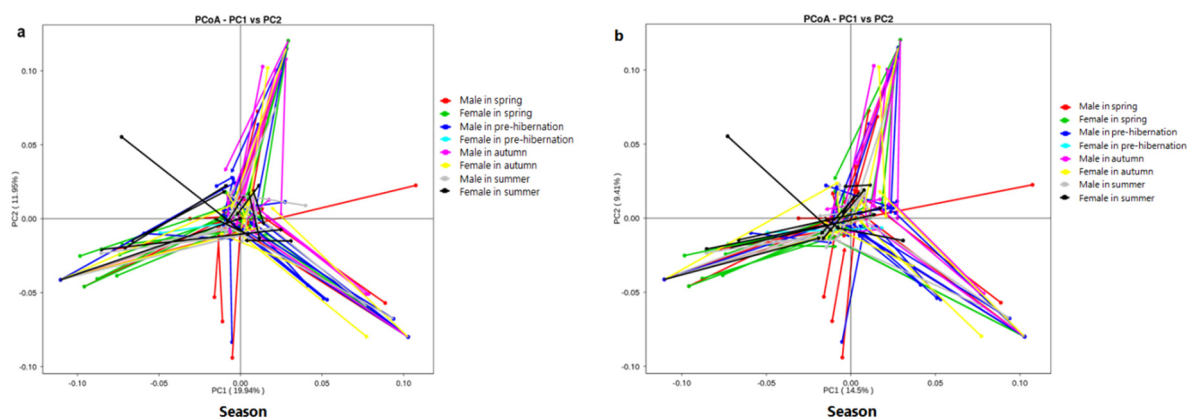 a
PCoA - PC1 vs PC2
PC2 ( 11.95% )
0.10
0.05
0.00
-0.05
-0.10
-0.10
-0.05
0.00
0.05
0.10
PC1 ( 19.94% )
Season
Male in spring
Female in spring
Male in pre-hibernation
Female in pre-hibernation
Male in autumn
Female in autumn
Male in summer
Female in summer
b
PCoA - PC1 vs PC2
PC2 ( 9.41% )
0.10
0.05
0.00
-0.05
-0.10
-0.10
-0.05
0.00
0.05
0.10
PC1 ( 14.5% )
Season
Male in spring
Female in spring
Male in pre-hibernation
Female in pre-hibernation
Male in autumn
Female in autumn
Male in summer
Female in summer